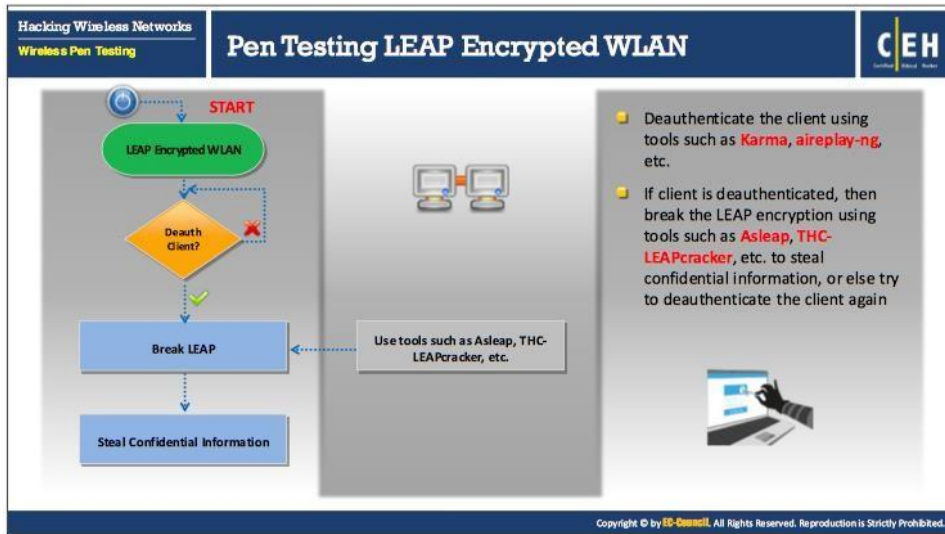 Hacking Wireless Networks
Wireless Pen Testing
Pen Testing LEAP Encrypted WLAN
CEH
Certified Ethical Hacker
START
LEAP Encrypted WLAN
Deauth
Client?
Break LEAP
Use tools such as Asleap, THC-
LEAPcracker, etc.
Steal Confidential Information
Deauthenticate the client using
tools such as Karma, aireplay-ng,
etc.
If client is deauthenticated, then
break the LEAP encryption using
tools such as Asleap, THC-
LEAPcracker, etc. to steal
confidential information, or else try
to deauthenticate the client again
Copyright © by EC-Council. All Rights Reserved. Reproduction is Strictly Prohibited.